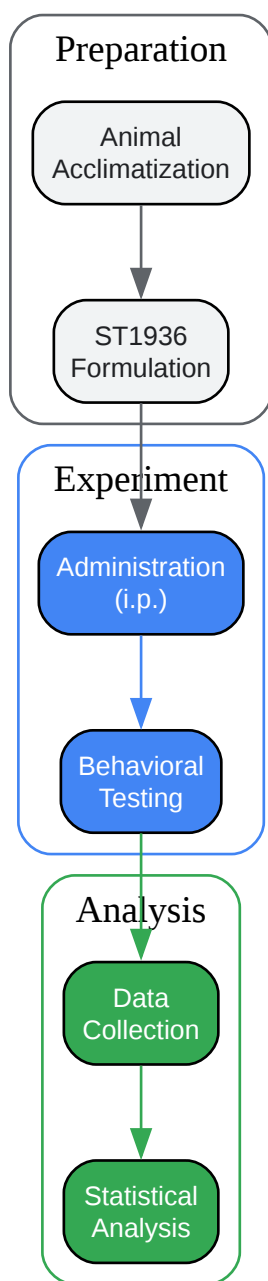 Preparation
Animal
Acclimatization
ST1936
Formulation
Experiment
Administration
(i.p.)
Behavioral
Testing
Analysis
Data
Collection
Statistical
Analysis